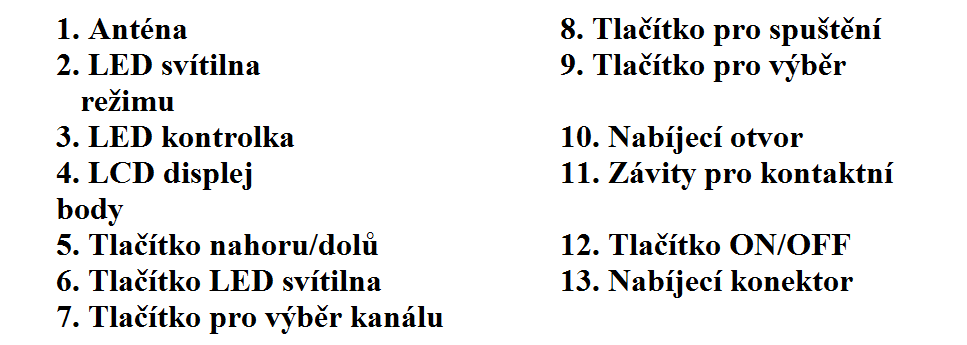 1. Anténa
2. LED svítilna
režimu
3. LED kontrolka
4. LCD displej
body
5. Tlačítko nahoru/dolů
6. Tlačítko LED svítilna
7. Tlačítko pro výběr kanálu
8. Tlačítko pro spuštění
9. Tlačítko pro výběr
10. Nabíjecí otvor
11. Závity pro kontaktní
12. Tlačítko ON/OFF
13. Nabíjecí konektor